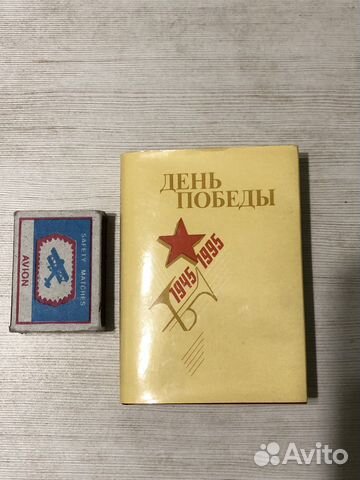 ДЕНЬ
ПОБЕДЫ
1945-1995
SAFETY MATCHES
AVION
Avito